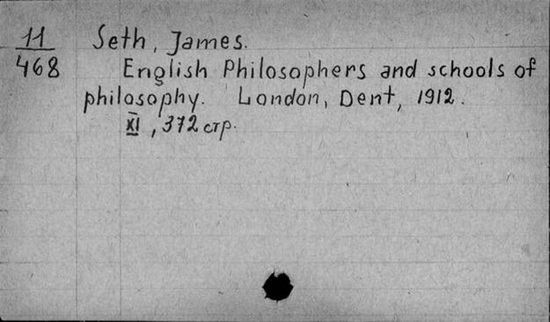 11 Seth, James.
468 English Philosophers and schools of
philosophy. London, Dent, 1912.
XI, 372 стр.